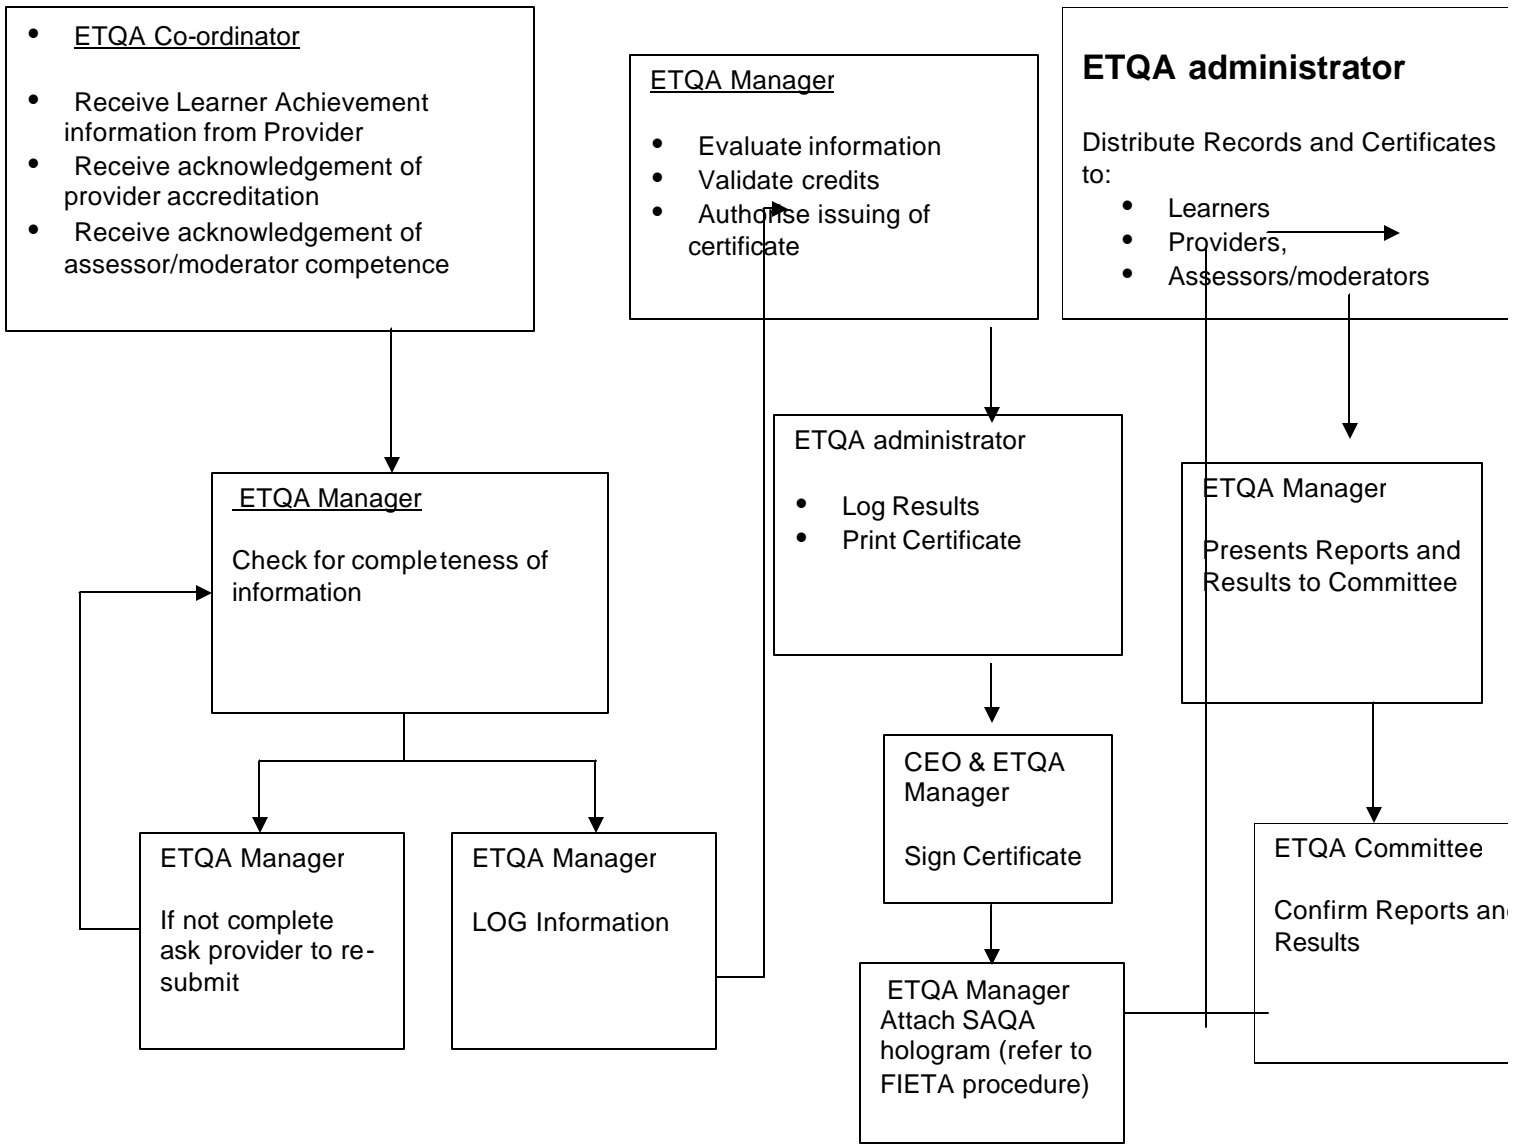 • ETQA Co-ordinator
• Receive Learner Achievement
information from Provider
• Receive acknowledgement of
provider accreditation
• Receive acknowledgement of
assessor/moderator competence
ETQA Manager
Check for completeness of
information
ETQA Manager
If not complete
ask provider to re-
submit
ETQA Manager
LOG Information
ETQA Manager
• Evaluate information
• Validate credits
• Authorise issuing of
certificate
ETQA administrator
• Log Results
• Print Certificate
CEO & ETQA
Manager
Sign Certificate
ETQA Manager
Attach SAQA
hologram (refer to
FIETA procedure)
ETQA administrator
Distribute Records and Certificates
to:
• Learners
• Providers,
• Assessors/moderators
ETQA Manager
Presents Reports and
Results to Committee
ETQA Committee
Confirm Reports an
Results